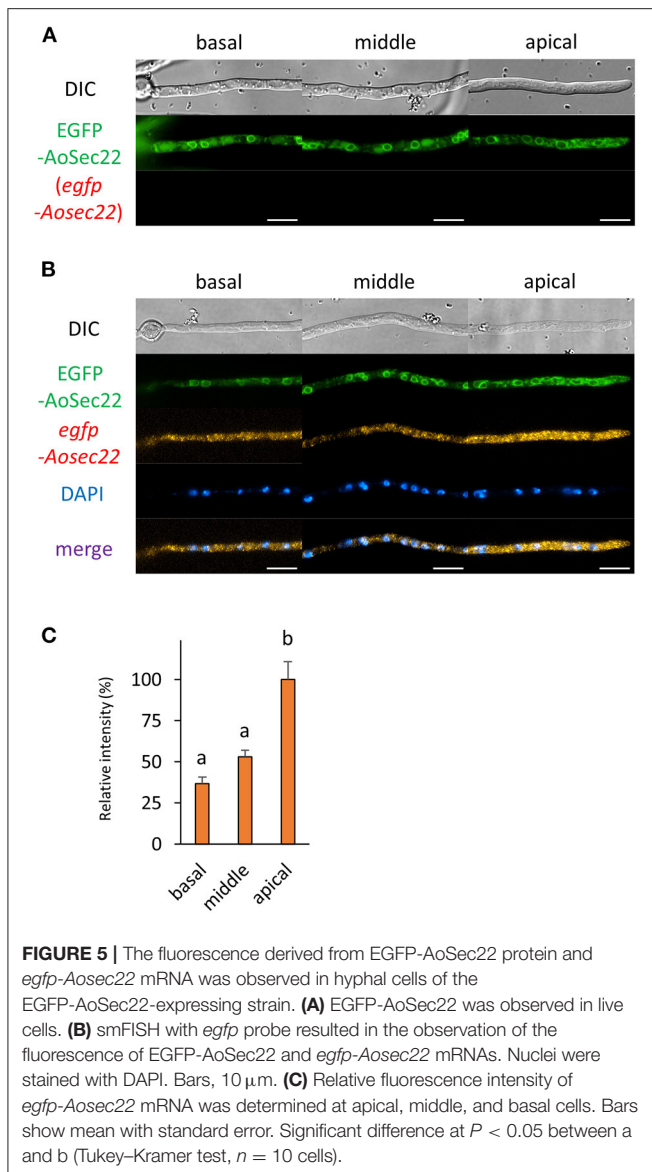 A
basal middle apical
DIC
EGFP
-AoSec22
(egfp
-Aosec22)
B
basal middle apical
DIC
EGFP
-AoSec22
egfp
-Aosec22
DAPI
merge
C
Relative intensity (%)
100
75
50
25
0
a
a
b
basal
middle
apical
FIGURE 5 | The fluorescence derived from EGFP-AoSec22 protein and
egfp-Aosec22 mRNA was observed in hyphal cells of the
EGFP-AoSec22-expressing strain. (A) EGFP-AoSec22 was observed in live
cells. (B) smFISH with egfp probe resulted in the observation of the
fluorescence of EGFP-AoSec22 and egfp-Aosec22 mRNAs. Nuclei were
stained with DAPI. Bars, 10 μm. (C) Relative fluorescence intensity of
egfp-Aosec22 mRNA was determined at apical, middle, and basal cells. Bars
show mean with standard error. Significant difference at P < 0.05 between a
and b (Tukey–Kramer test, n = 10 cells).